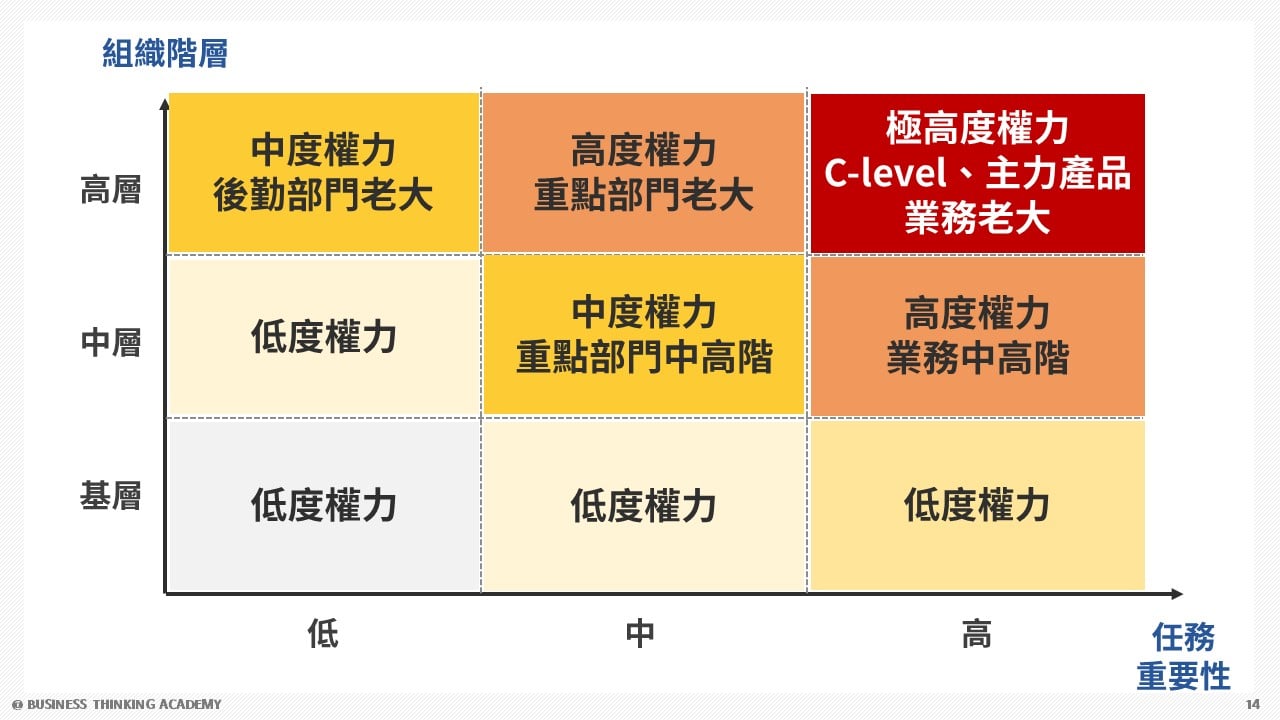 組織階層
高層
中度權力
後勤部門老大
高度權力
重點部門老大
極高度權力
C-level、主力產品
業務老大
中層
低度權力
中度權力
重點部門中高階
高度權力
業務中高階
基層
低度權力
低度權力
低度權力
低
中
高
任務
重要性
@ BUSINESS THINKING ACADEMY
14